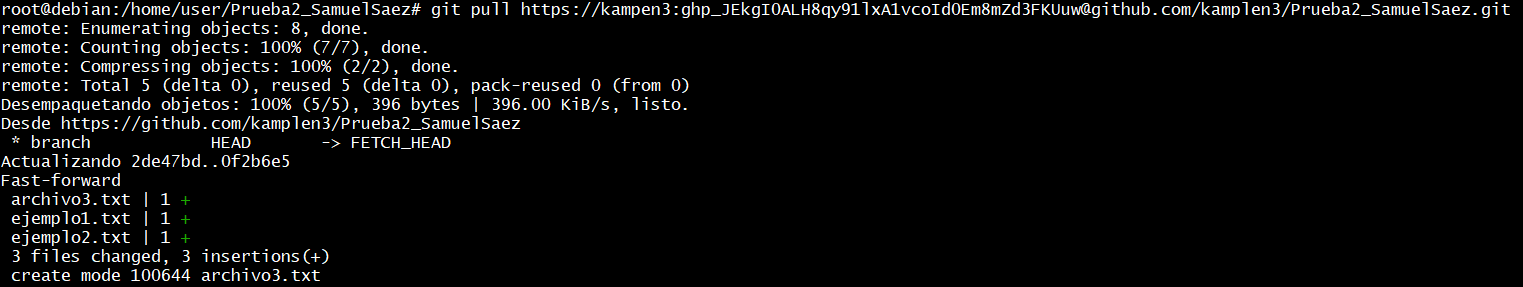 root@debian:/home/user/Prueba2_SamuelSaez# git pull https://kampen3:@github.com/kamplen3/Prueba2_SamuelSaez.git
remote: Enumerating objects: 8, done.
remote: Counting objects: 100% (7/7), done.
remote: Compressing objects: 100% (2/2), done.
remote: Total 5 (delta 0), reused 5 (delta 0), pack-reused 0 (from 0)
Desempaquetando objetos: 100% (5/5), 396 bytes | 396.00 KiB/s, listo.
Desde https://github.com/kamplen3/Prueba2_SamuelSaez
 * branch            HEAD       -> FETCH_HEAD
Actualizando 2de47bd..0f2b6e5
Fast-forward
 archivo3.txt | 1 +
 ejemplo1.txt | 1 +
 ejemplo2.txt | 1 +
 3 files changed, 3 insertions(+)
 create mode 100644 archivo3.txt